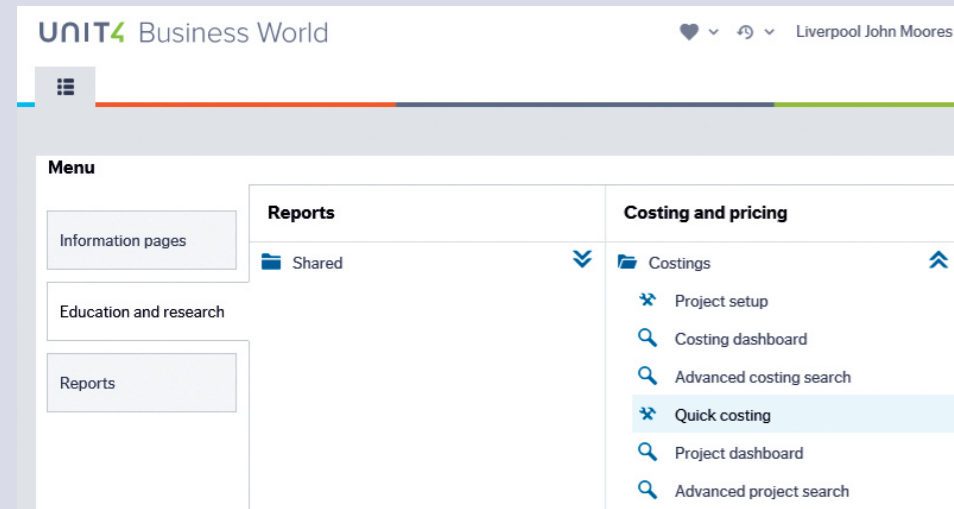 UNIT4 Business World
Liverpool John Moores
Menu
Information pages
Education and research
Reports
Reports
Shared
Costing and pricing
Costings
Project setup
Costing dashboard
Advanced costing search
Quick costing
Project dashboard
Advanced project search